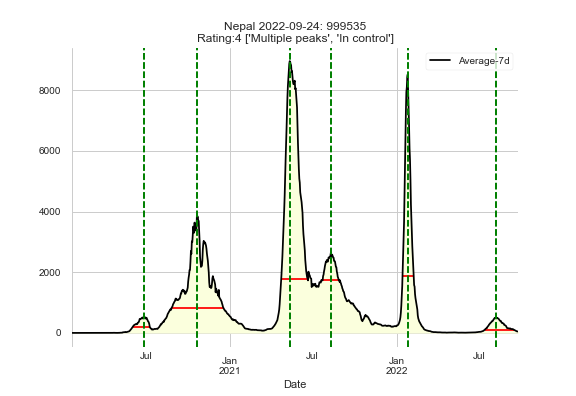 Nepal 2022-09-24: 999535
Rating:4 ['Multiple peaks', 'In control']
Average-7d
8000
6000
4000
2000
0
Jul
Jan
2021
Jul
Jan
2022
Jul
Date